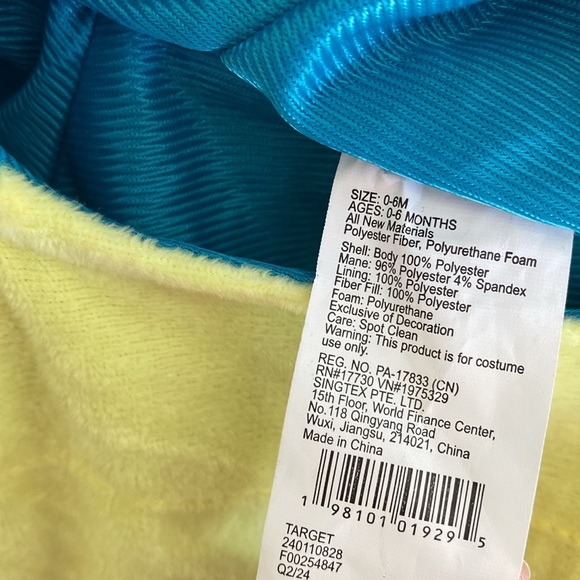 SIZE: 0-6M
AGES: 0-6 MONTHS
All New Materials
Polyester Fiber, Polyurethane Foam
Shell: Body 100% Polyester
Mane: 96% Polyester 4% Spandex
Lining: 100% Polyester
Fiber Fill: 100% Polyester
Foam: Polyurethane
Exclusive of Decoration
Care: Spot Clean
Warning: This product is for costume
use only.
REG. NO. PA-17833 (CN)
RN#17730 VN#1975329
SINGTEX PTE. LTD.
15th Floor, World Finance Center,
No.118 Qingyang Road
Wuxi, Jiangsu, 214021, China
Made in China
1 98101 01929 5
TARGET
240110828
F00254847
Q2/24